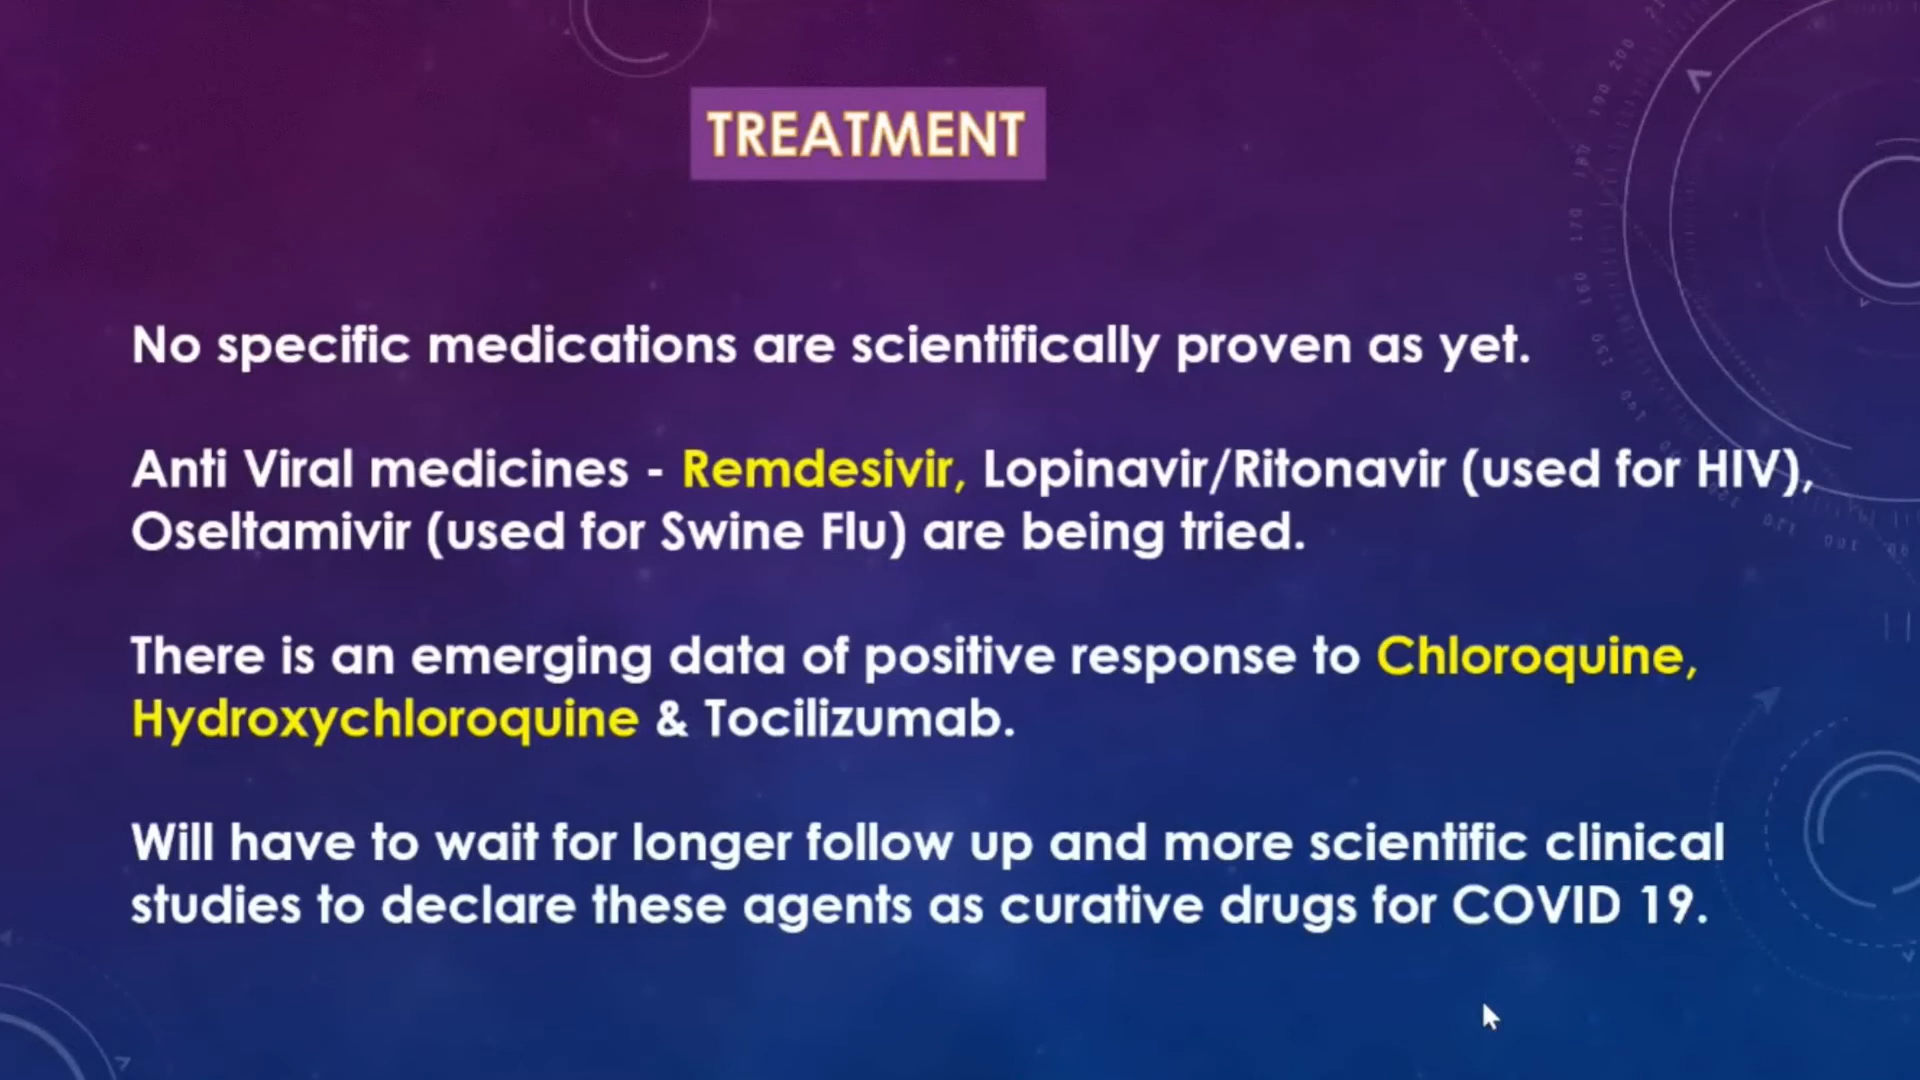 TREATMENT
No specific medications are scientifically proven as yet.
Anti Viral medicines - Remdesivir, Lopinavir/Ritonavir (used for HIV),
Oseltamivir (used for Swine Flu) are being tried.
There is an emerging data of positive response to Chloroquine,
Hydroxychloroquine & Tocilizumab.
Will have to wait for longer follow up and more scientific clinical
studies to declare these agents as curative drugs for COVID 19.